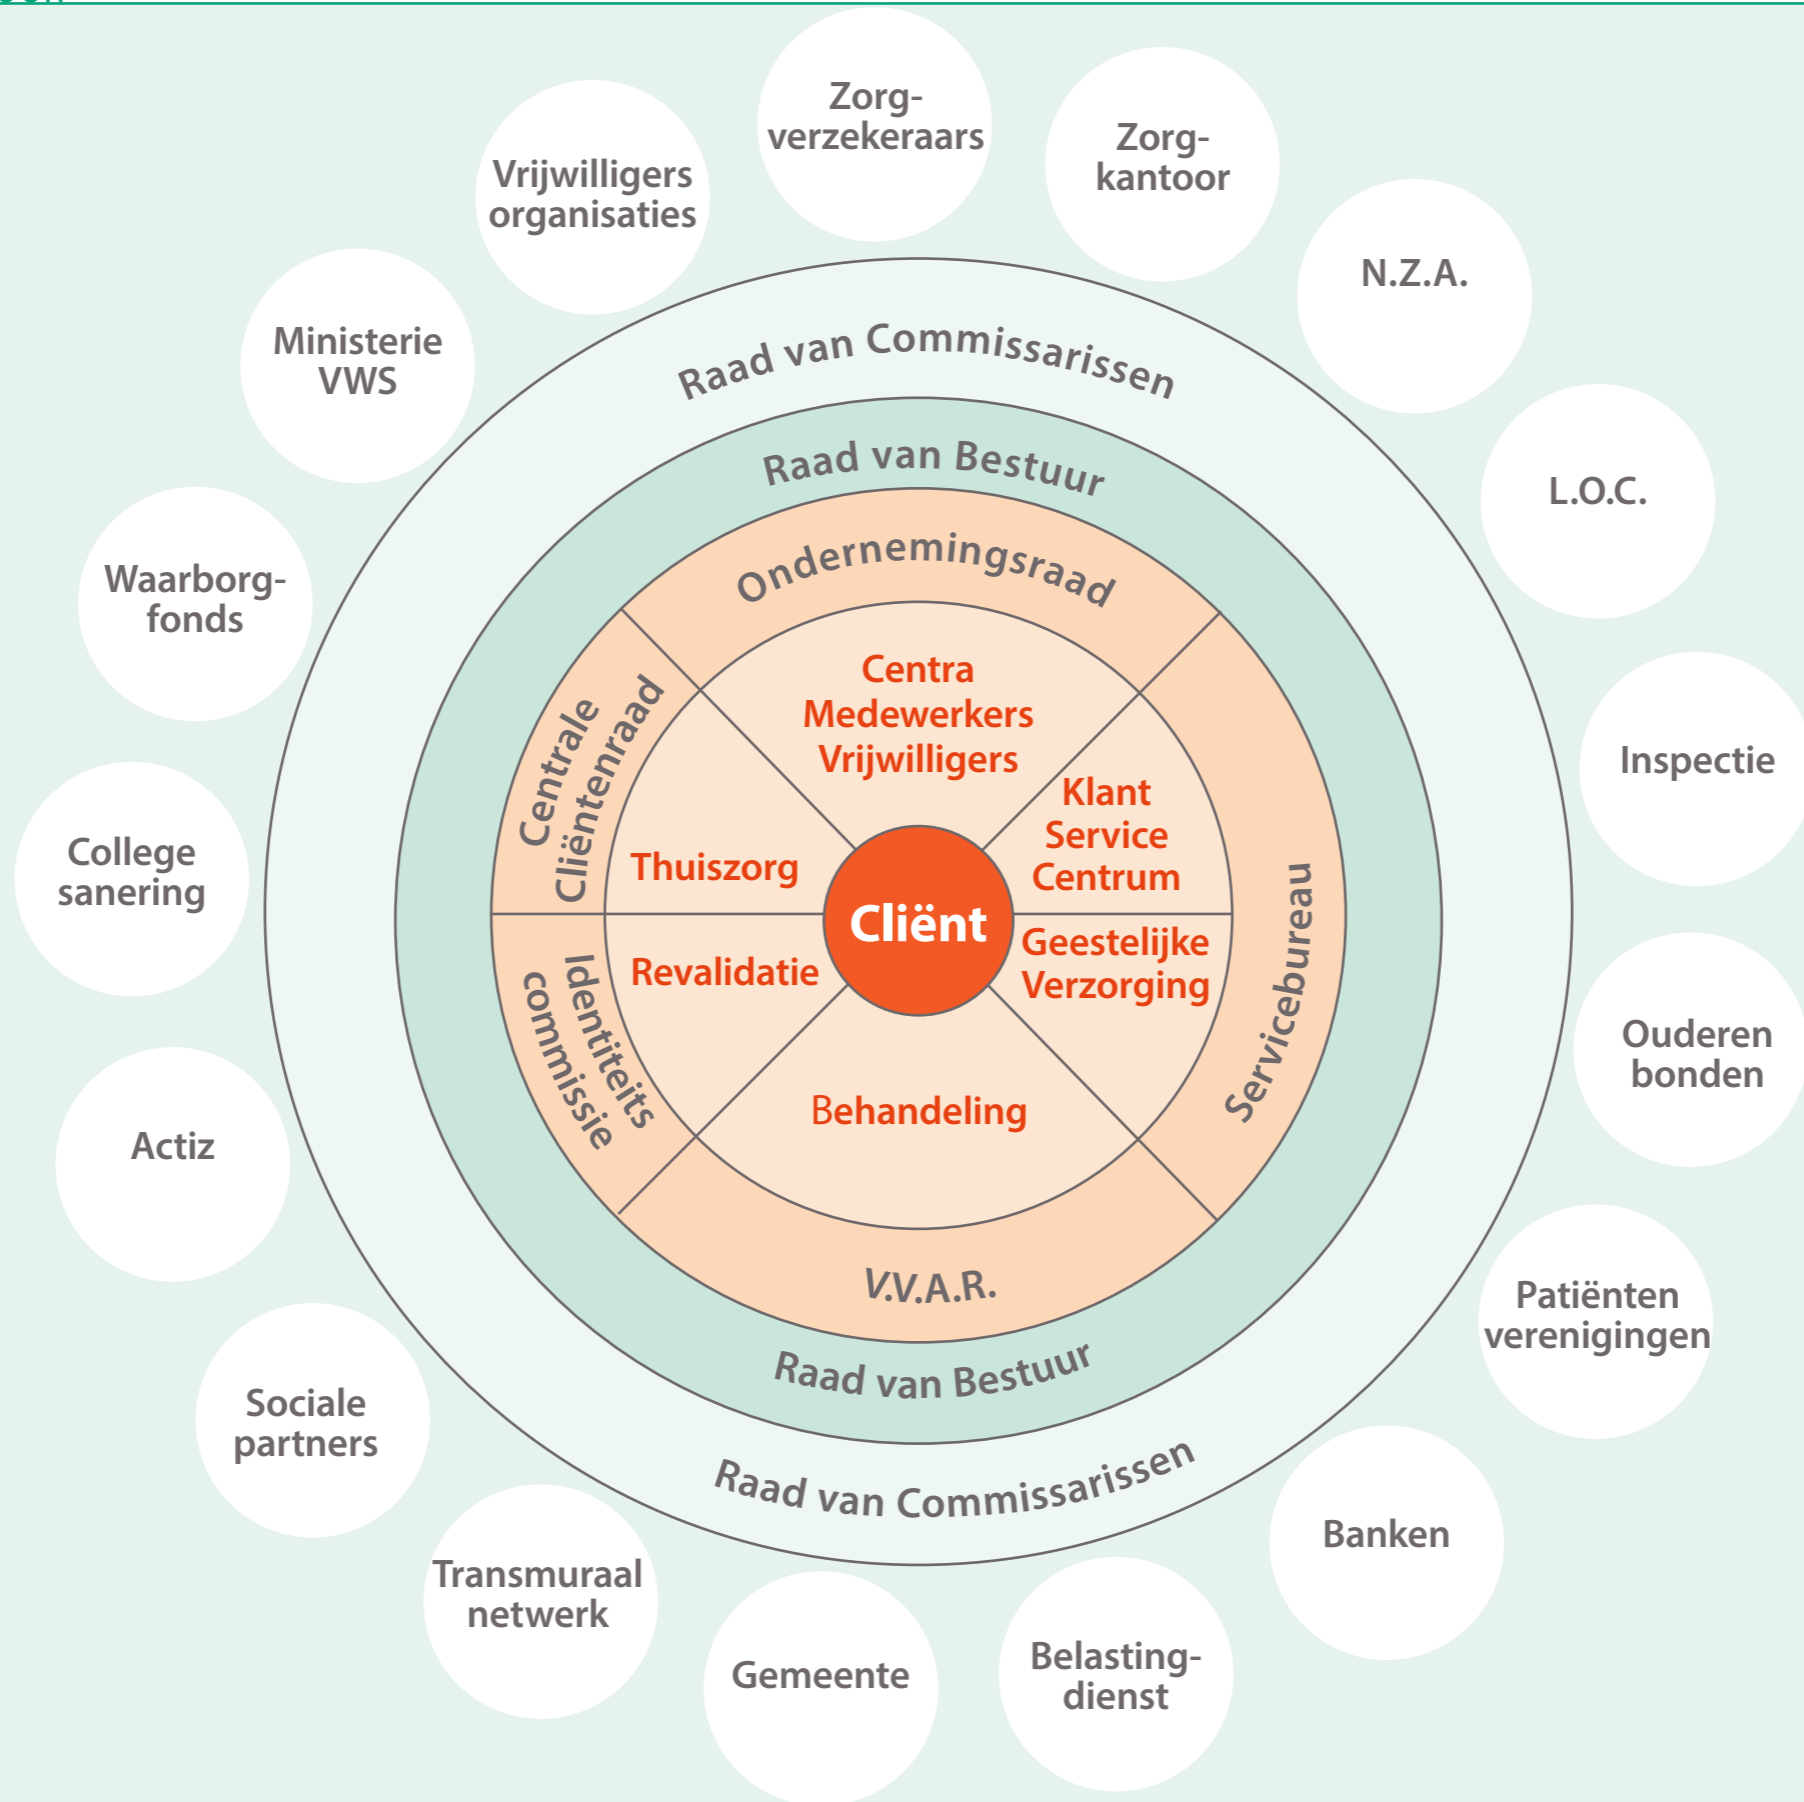 Zorg-
verzekeraars
Zorg-
kantoor
N.Z.A.
L.O.C.
Inspectie
Ouderen
bonden
Patiënten
verenigingen
Banken
Belasting-
dienst
Gemeente
Transmuraal
netwerk
Sociale
partners
Actiz
College
sanering
Waarborg-
fonds
Ministerie
VWS
Vrijwilligers
organisaties
Raad van Commissarissen
Raad van Bestuur
Ondernemingsraad
Centrale
Cliëntenraad
Identiteits
commissie
Servicebureau
V.V.A.R.
Centra
Medewerkers
Vrijwilligers
Klant
Service
Centrum
Thuiszorg
Cliënt
Geestelijke
Verzorging
Revalidatie
Behandeling
Raad van Bestuur
Raad van Commissarissen